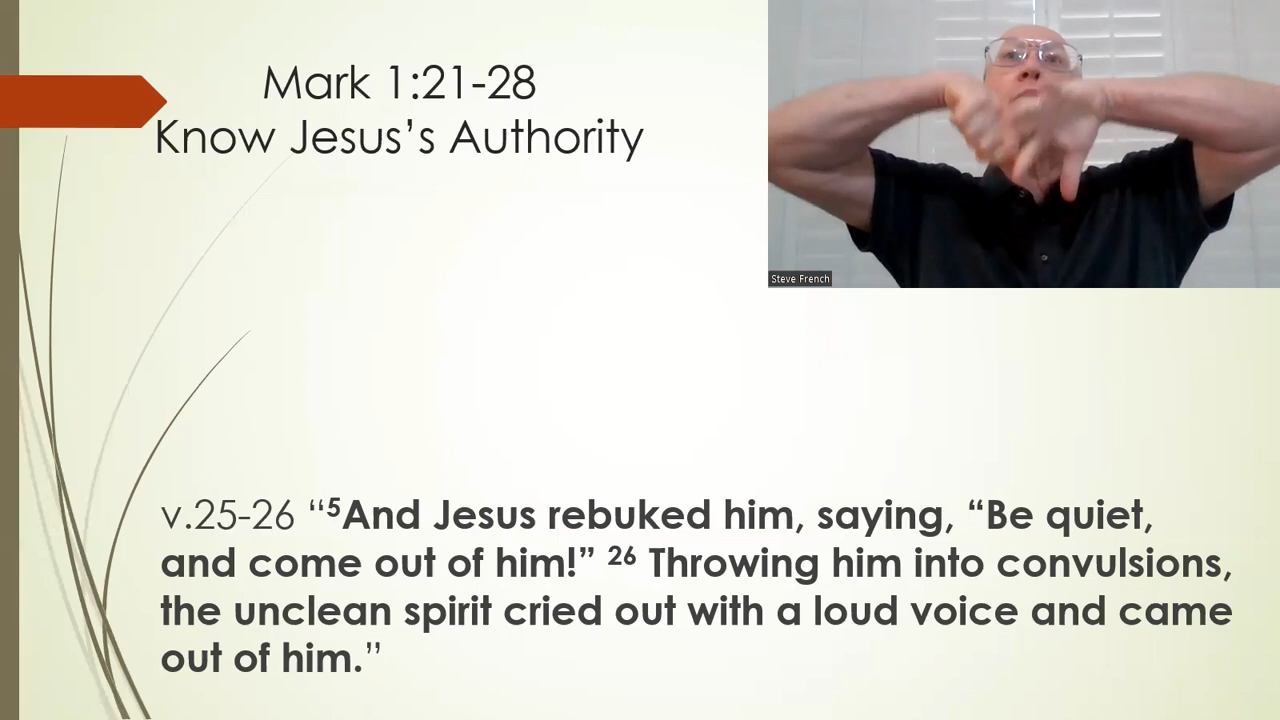 Mark 1:21-28
Know Jesus’s Authority
Steve French
v.25-26 “⁵And Jesus rebuked him, saying, “Be quiet,
and come out of him!” ²⁶ Throwing him into convulsions,
the unclean spirit cried out with a loud voice and came
out of him.”